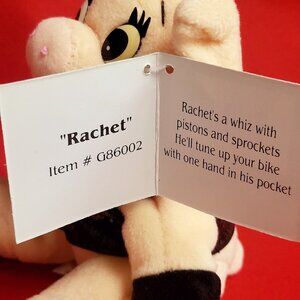 "Rachet"
Item # G86002
Rachet's a whiz with
pistons and sprockets
He'll tune up your bike
with one hand in his pocket